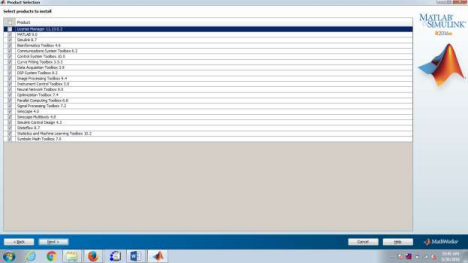 Product Selection
Select products to install
Product
License Manager 11.13.0.2
MATLAB 9.0
Simulink 8.7
Bioinformatics Toolbox 4.6
Communications System Toolbox 6.2
Control System Toolbox 10.0
Curve Fitting Toolbox 3.5.3
Data Acquisition Toolbox 3.9
DSP System Toolbox 9.2
Image Processing Toolbox 9.4
Instrument Control Toolbox 3.9
Neural Network Toolbox 9.0
Optimization Toolbox 7.4
Parallel Computing Toolbox 6.8
Signal Processing Toolbox 7.2
Simscape 4.0
Simscape Multibody 4.8
Simulink Control Design 4.3
Stateflow 8.7
Statistics and Machine Learning Toolbox 10.2
Symbolic Math Toolbox 7.0
MATLAB
SIMULINK
R2016a
< Back
Next >
Cancel
Help
MathWorks